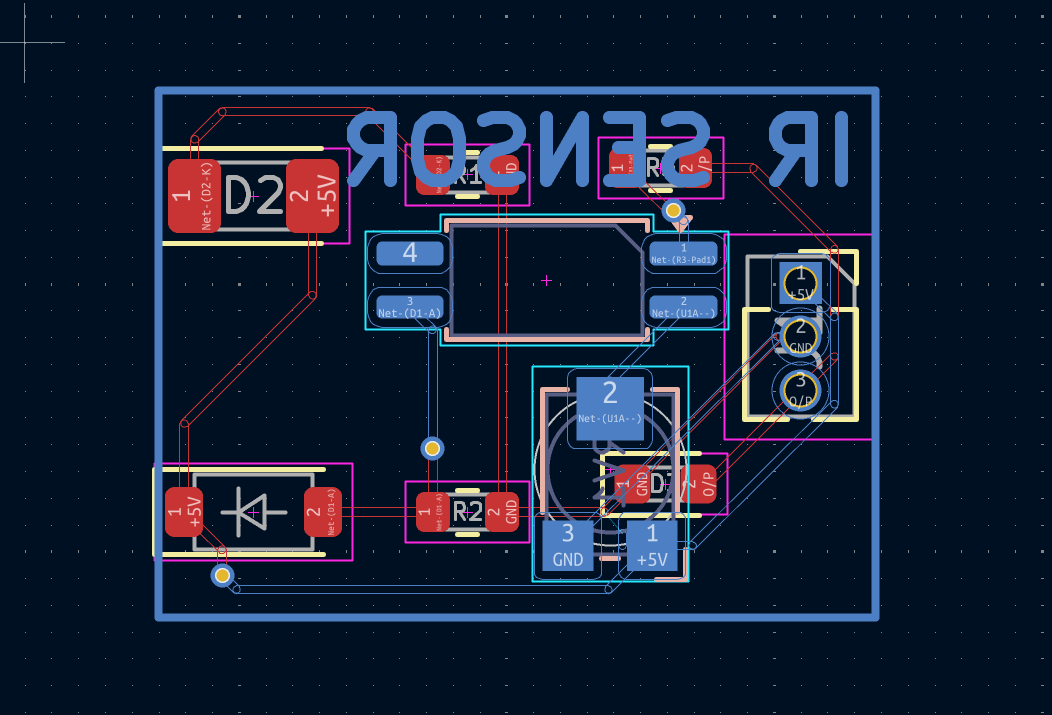 IR SENSOR
1
Net-(D2-K)
D2
2
+5V
R1
1
2
O/P
4
1
Net-(R3-Pad1)
3
Net-(D1-A)
2
Net-(U1A--)
1
+5V
2
GND
3
O/P
2
Net-(U1A--)
1
+5V
2
Net-(D1-A)
1
Net-(D1-A)
R2
2
GND
1
GND
2
O/P
3
GND
1
+5V